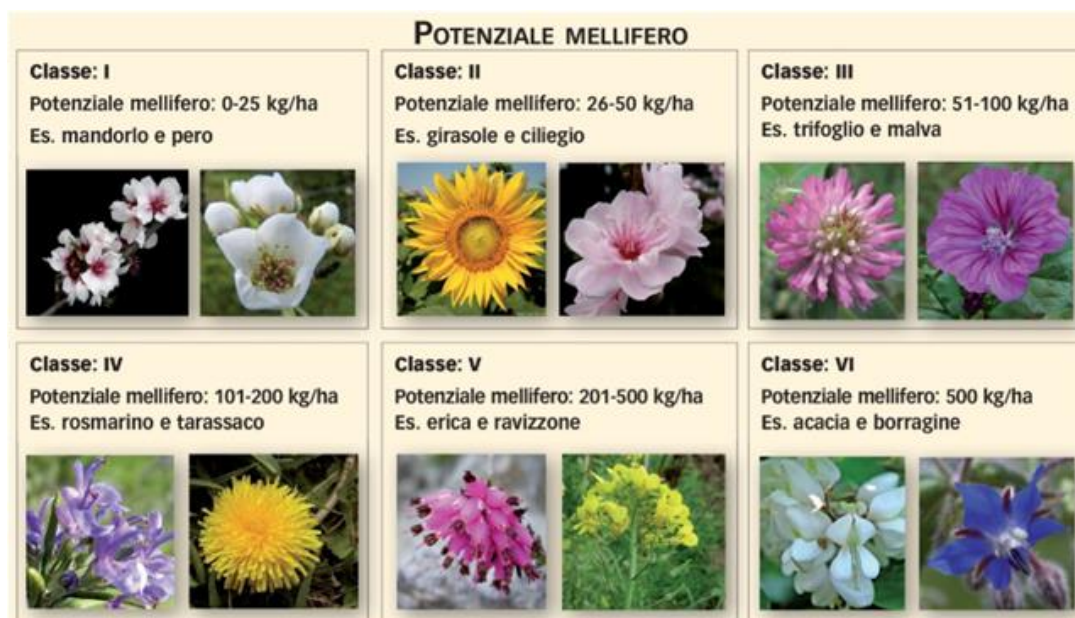 POTENZIALE MELLIFERO
Classe: I
Potenziale mellifero: 0-25 kg/ha
Es. mandorlo e pero
Classe: II
Potenziale mellifero: 26-50 kg/ha
Es. girasole e ciliegio
Classe: III
Potenziale mellifero: 51-100 kg/ha
Es. trifoglio e malva
Classe: IV
Potenziale mellifero: 101-200 kg/ha
Es. rosmarino e tarassaco
Classe: V
Potenziale mellifero: 201-500 kg/ha
Es. erica e ravizzone
Classe: VI
Potenziale mellifero: 500 kg/ha
Es. acacia e borragine